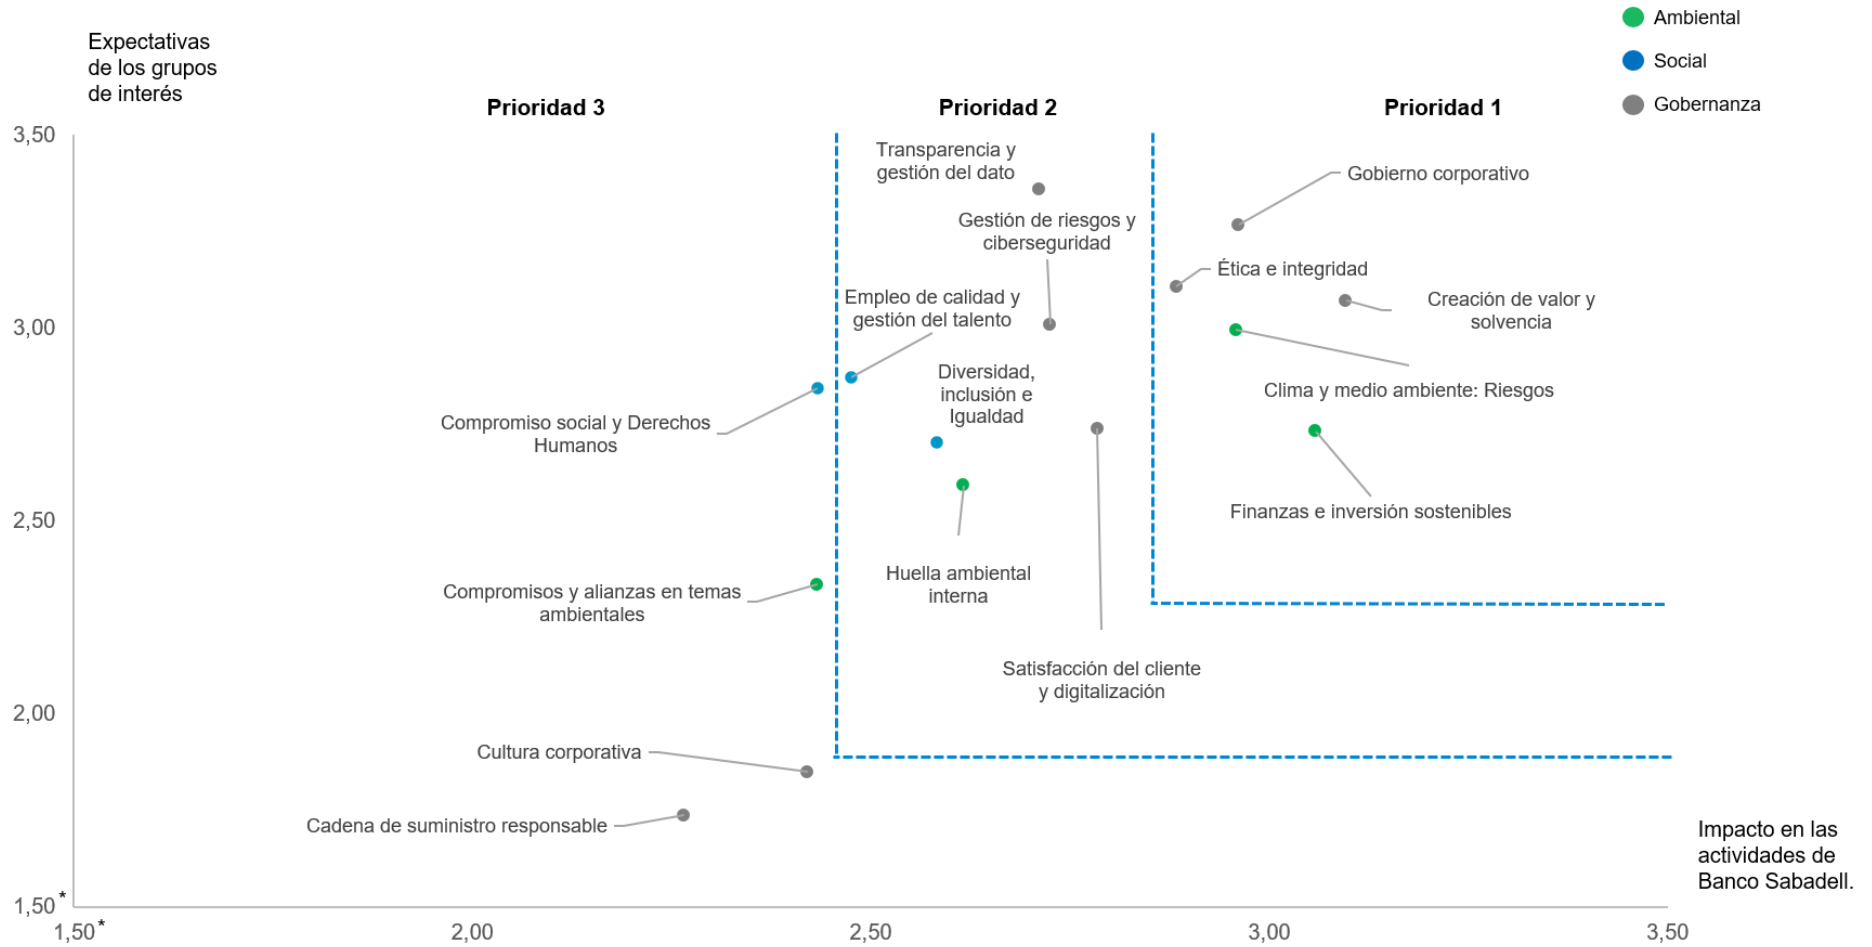 Ambiental
Social
Gobernanza
Expectativas
de los grupos
de interés
Prioridad 3
Prioridad 2
Prioridad 1
3,50
3,00
2,50
2,00
1,50*
Transparencia y
gestión del dato
Gestión de riesgos y
ciberseguridad
Empleo de calidad y
gestión del talento
Diversidad,
inclusión e
Igualdad
Compromiso social y Derechos
Humanos
Gobierno corporativo
Ética e integridad
Creación de valor y
solvencia
Clima y medio ambiente: Riesgos
Finanzas e inversión sostenibles
Huella ambiental
interna
Compromisos y alianzas en temas
ambientales
Satisfacción del cliente
y digitalización
Cultura corporativa
Cadena de suministro responsable
Impacto en las
actividades de
Banco Sabadell.
1,50*
2,00
2,50
3,00
3,50